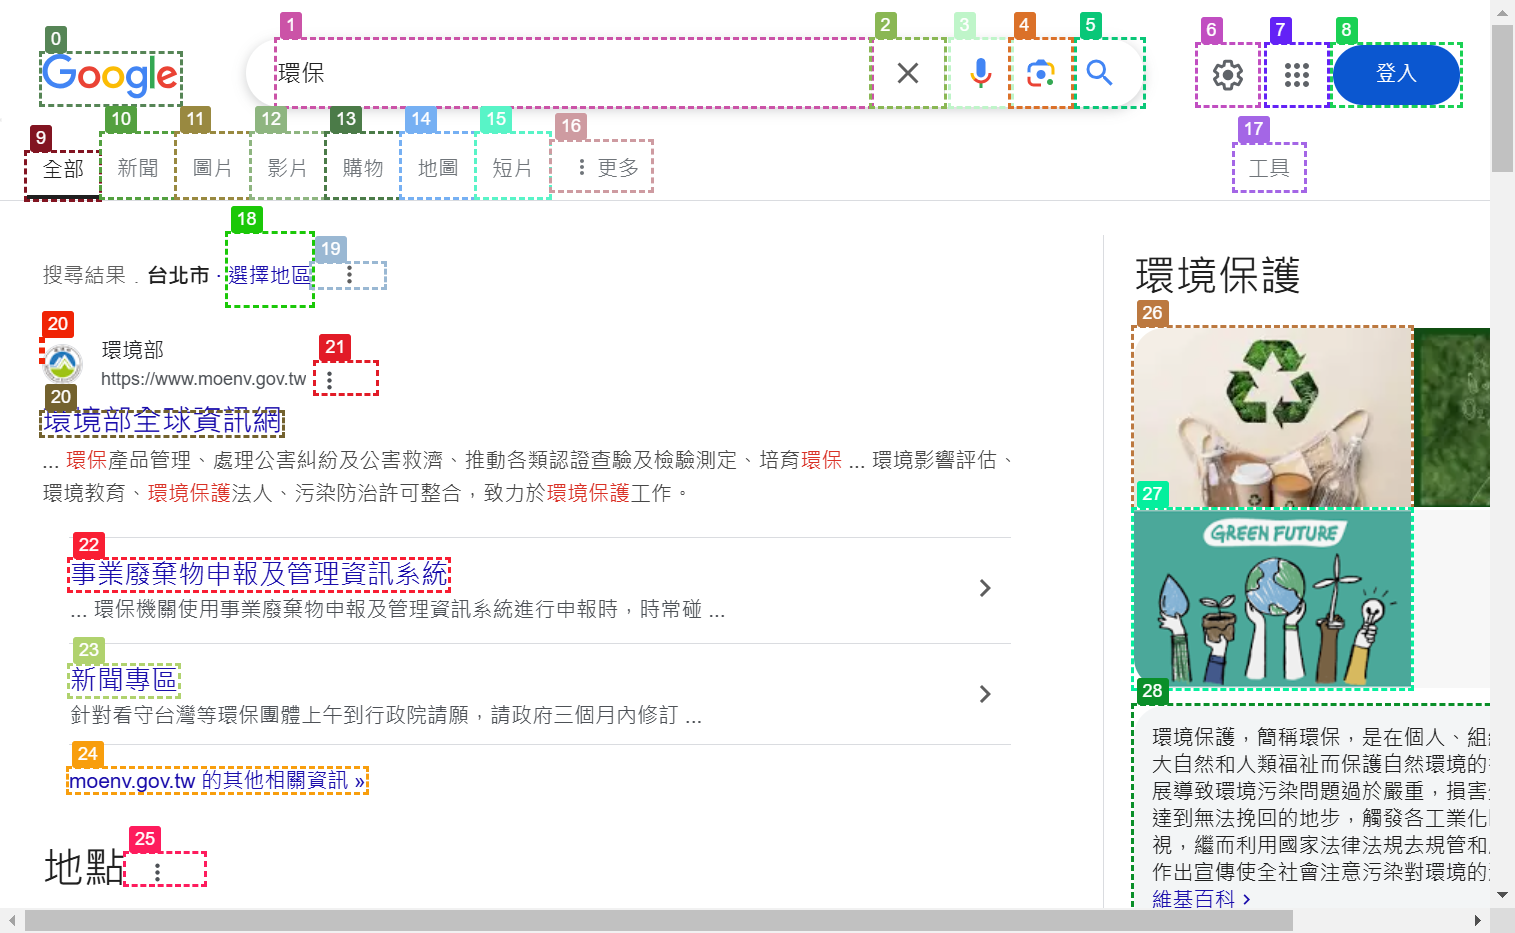 0
Google
1
環保
2
3
4
5
6
7
8
登入
9
全部
10
新聞
11
圖片
12
影片
13
購物
14
地圖
15
短片
16
更多
17
工具
18
搜尋結果．台北市 · 選擇地區
19
20
環境部
https://www.moenv.gov.tw
21
20
環境部全球資訊網
... 環保產品管理、處理公害糾紛及公害救濟、推動各類認證查驗及檢驗測定、培育環保 ... 環境影響評估、
環境教育、環境保護法人、污染防治許可整合，致力於環境保護工作。
22
事業廢棄物申報及管理資訊系統
... 環保機關使用事業廢棄物申報及管理資訊系統進行申報時，時常碰 ...
23
新聞專區
針對看守台灣等環保團體上午到行政院請願，請政府三個月內修訂 ...
24
moenv.gov.tw 的其他相關資訊 »
25
地點
環境保護
26
27
GREEN FUTURE
28
環境保護，簡稱環保，是在個人、組
大自然和人類福祉而保護自然環境的
展導致環境污染問題過於嚴重，損害
達到無法挽回的地步，觸發各工業化
視，繼而利用國家法律法規去規管和
作出宣傳使全社會注意污染對環境的
維基百科